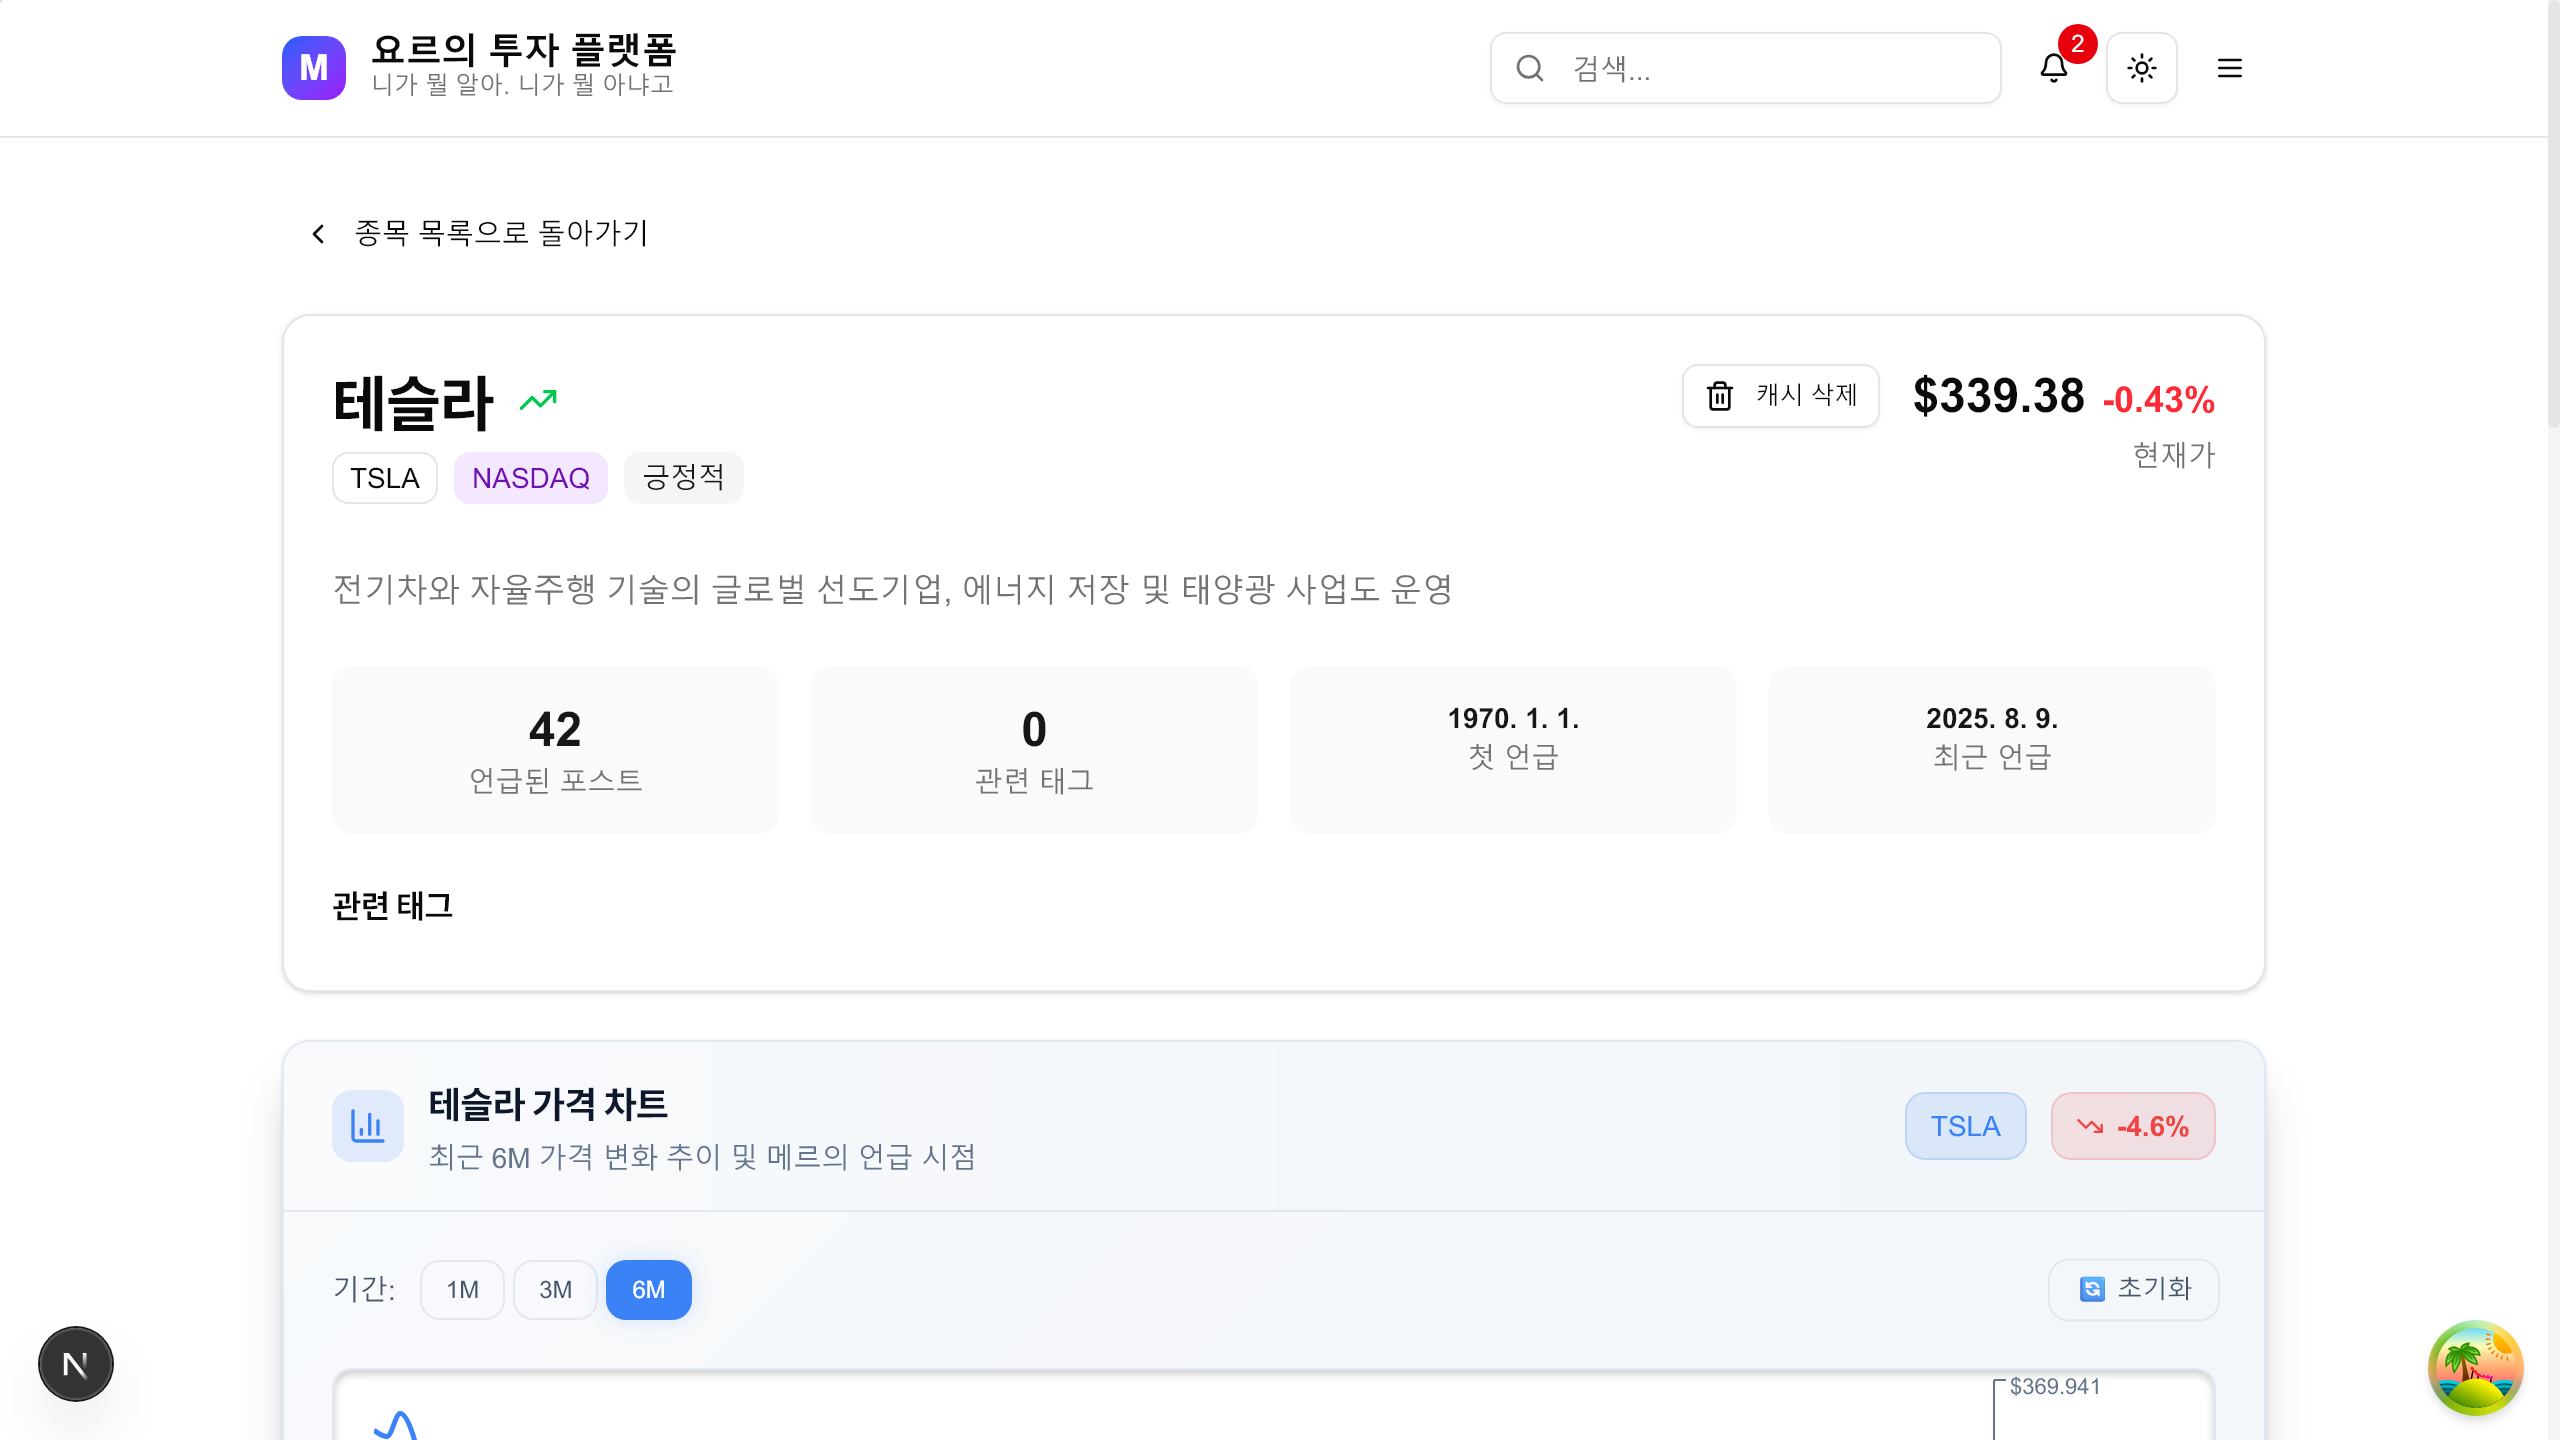 M
요르의 투자 플랫폼
니가 뭘 알아. 니가 뭘 아냐고
검색...
2
종목 목록으로 돌아가기
테슬라
캐시 삭제
$339.38 -0.43%
현재가
TSLA NASDAQ 긍정적
전기차와 자율주행 기술의 글로벌 선도기업, 에너지 저장 및 태양광 사업도 운영
42
언급된 포스트
0
관련 태그
1970. 1. 1.
첫 언급
2025. 8. 9.
최근 언급
관련 태그
테슬라 가격 차트
최근 6M 가격 변화 추이 및 메르의 언급 시점
TSLA
-4.6%
기간: 1M 3M 6M
초기화
$369.941
N